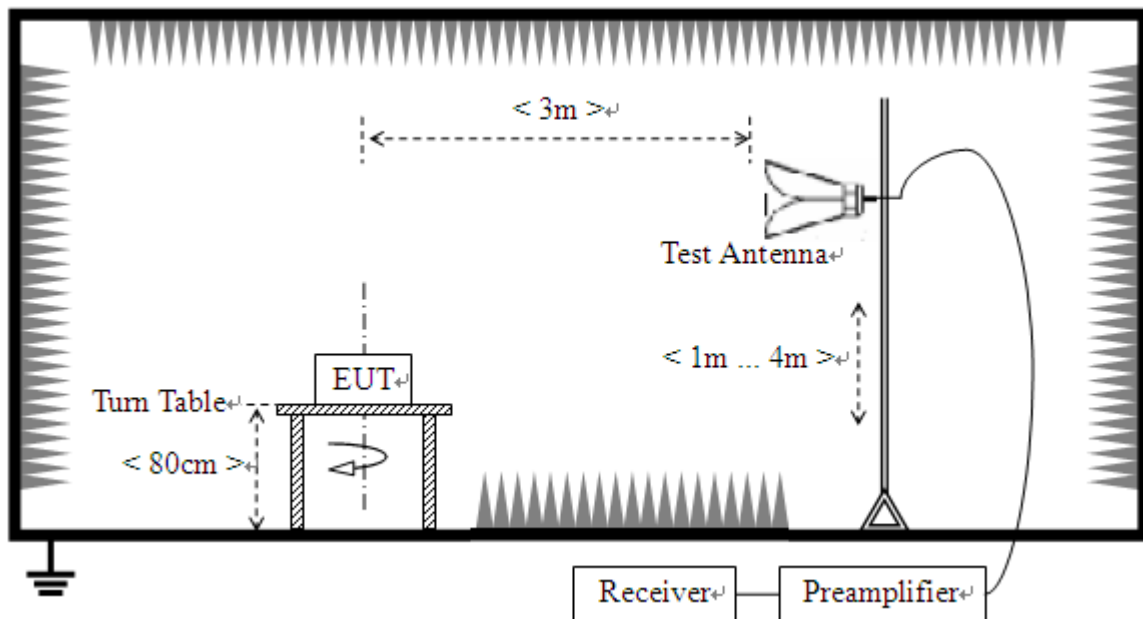 < 3m >↵
Test Antenna↵
< 1m ... 4m >↵
EUT↵
Turn Table↵
< 80cm >↵
Receiver↵
Preamplifier↵